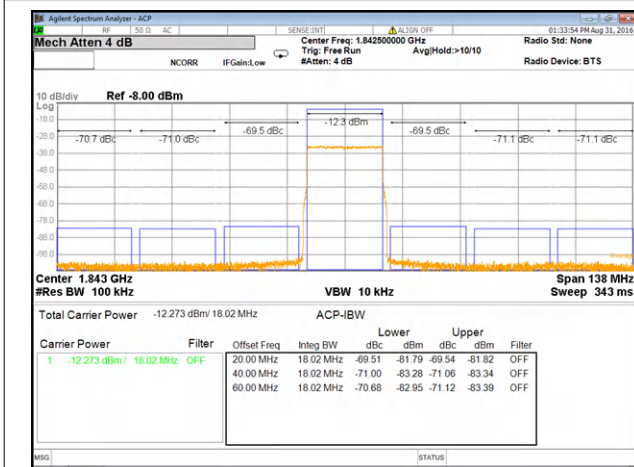 Agilent Spectrum Analyzer - ACP
RF 50 Ω AC SENSE:INT ALIGN OFF 01:33:54 PM Aug 31, 2016
Mech Atten 4 dB
Center Freq: 1.842500000 GHz Radio Std: None
Trig: Free Run Avg|Hold:>10/10
NCORR IFGain:Low #Atten: 4 dB Radio Device: BTS
10 dB/div Ref -8.00 dBm
Log
-18.0
-28.0
-38.0
-48.0
-58.0
-68.0
-78.0
-88.0
-98.0
-70.7 dBc -71.0 dBc -69.5 dBc -12.3 dBm -69.5 dBc -71.1 dBc -71.1 dBc
Average
Center 1.843 GHz Span 138 MHz
#Res BW 100 kHz VBW 10 kHz Sweep 343 ms
Total Carrier Power -12.273 dBm/ 18.02 MHz ACP-IBW
Lower Upper
Carrier Power Filter Offset Freq Integ BW dBc dBm dBc dBm Filter
1 -12.273 dBm / 18.02 MHz OFF 20.00 MHz 18.02 MHz -69.51 -81.79 -69.54 -81.82 OFF
40.00 MHz 18.02 MHz -71.00 -83.28 -71.06 -83.34 OFF
60.00 MHz 18.02 MHz -70.68 -82.95 -71.12 -83.39 OFF
MSG STATUS